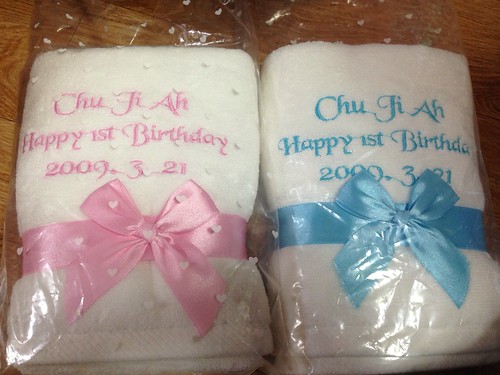 Chu Ji Ah
Happy 1st Birthday
2009. 3. 21
Chu Ji Ah
Happy 1st Birthda
2009. 3. 21